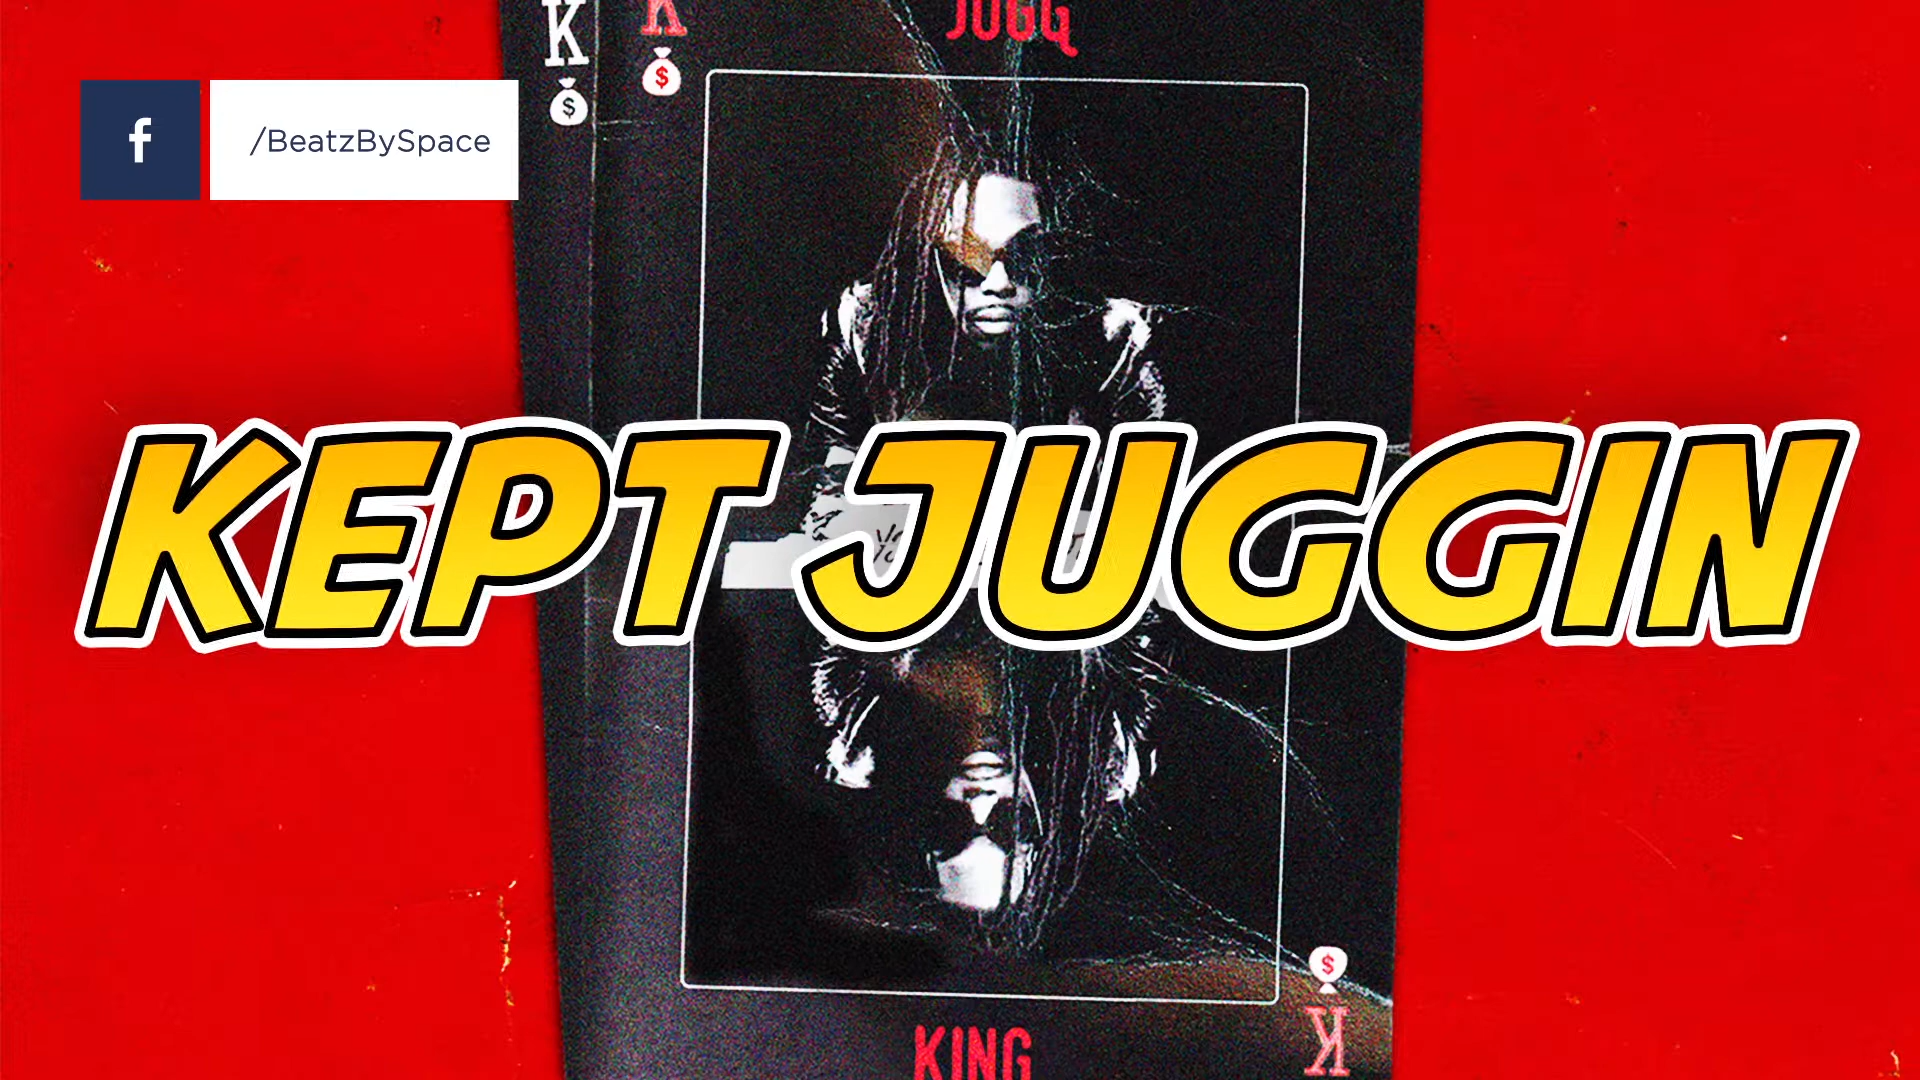 K
K
JUGG
$
$
f
/BeatzBySpace
KEPT JUGGIN
$
K
KING